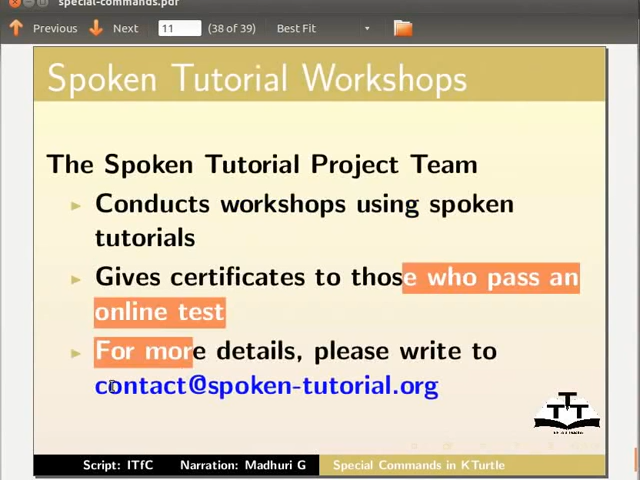 special-commands.pdf
Previous Next 11 (38 of 39) Best Fit
Spoken Tutorial Workshops
The Spoken Tutorial Project Team
Conducts workshops using spoken
tutorials
Gives certificates to those who pass an
online test
For more details, please write to
contact@spoken-tutorial.org
Script: ITfC Narration: Madhuri G Special Commands in KTurtle